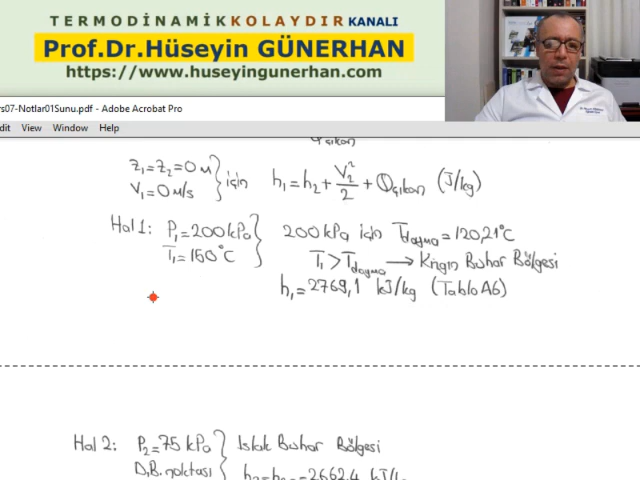 TERMODİNAMİKKOLAYDIR KANALI
Prof.Dr.Hüseyin GÜNERHAN
https://www.huseyingunerhan.com
rs07-Notlar01Sunu.pdf - Adobe Acrobat Pro
dit View Window Help
z₁=z₂=0 m
V₁=0 m/s } için h₁=h₂+V₂²/2+Qçıkan (J/kg)
Hal 1: P₁=200 kPa } 200 kPa için Tdoyma=120,21°C
T₁=150°C T₁>Tdoyma → Kızgın Buhar Bölgesi
h₁=2769,1 kJ/kg (Tablo A6)
Hal 2: P₂=75 kPa } Islak Buhar Bölgesi
D.B. noktası